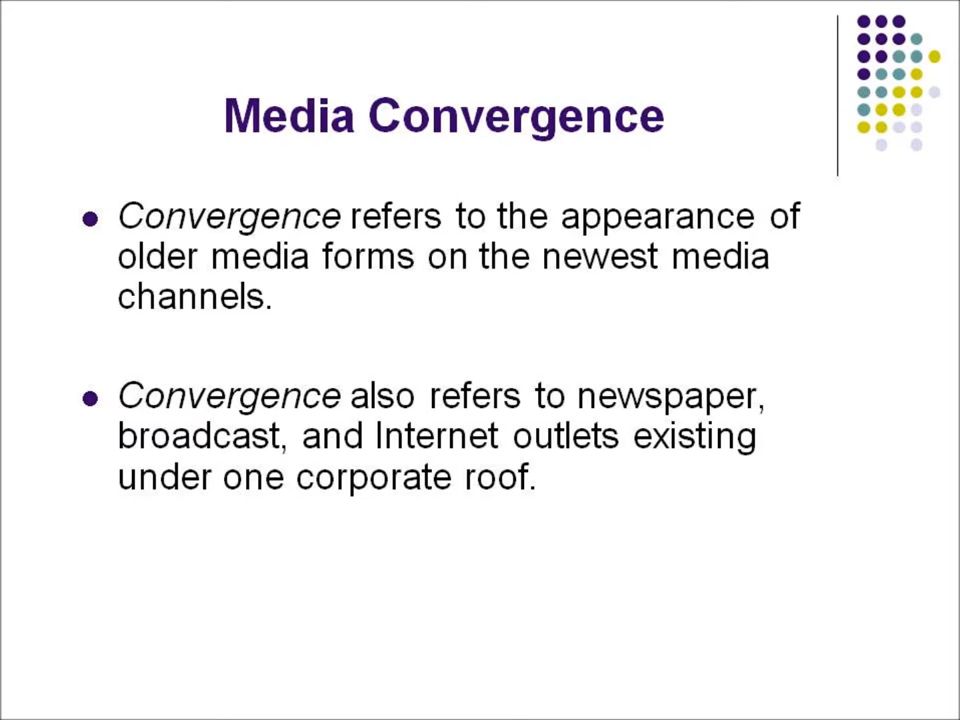 Media Convergence
Convergence refers to the appearance of
older media forms on the newest media
channels.
Convergence also refers to newspaper,
broadcast, and Internet outlets existing
under one corporate roof.